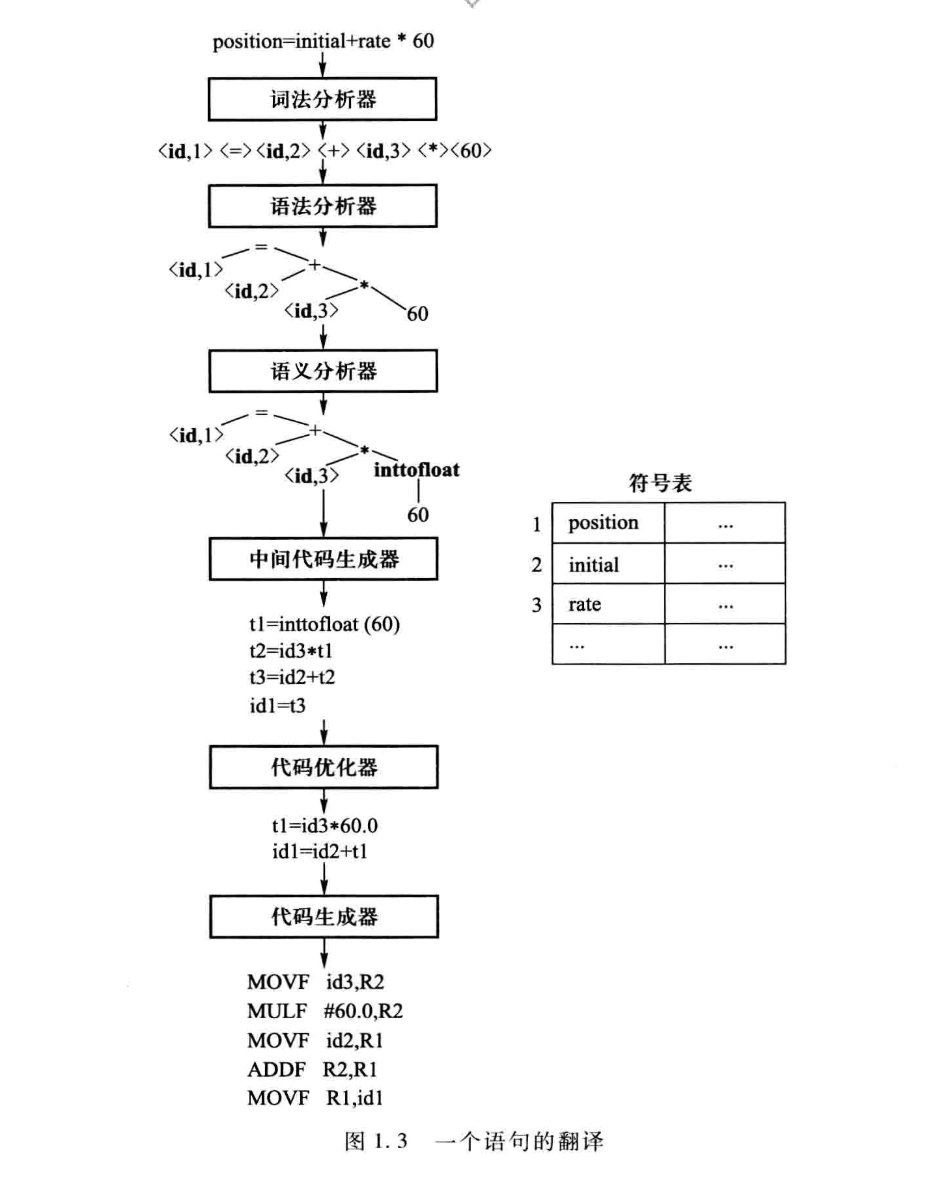 position=initial+rate * 60
词法分析器
<id,1> <=> <id,2> <+> <id,3> <*><60>
语法分析器
=
<id,1>
+
<id,2>
*
<id,3>
60
语义分析器
=
<id,1>
+
<id,2>
*
<id,3>
inttofloat
60
中间代码生成器
t1=inttofloat (60)
t2=id3*t1
t3=id2+t2
id1=t3
代码优化器
t1=id3*60.0
id1=id2+t1
代码生成器
MOVF id3,R2
MULF #60.0,R2
MOVF id2,R1
ADDF R2,R1
MOVF R1,id1
符号表
1 position ...
2 initial ...
3 rate ...
... ...
图 1.3 一个语句的翻译